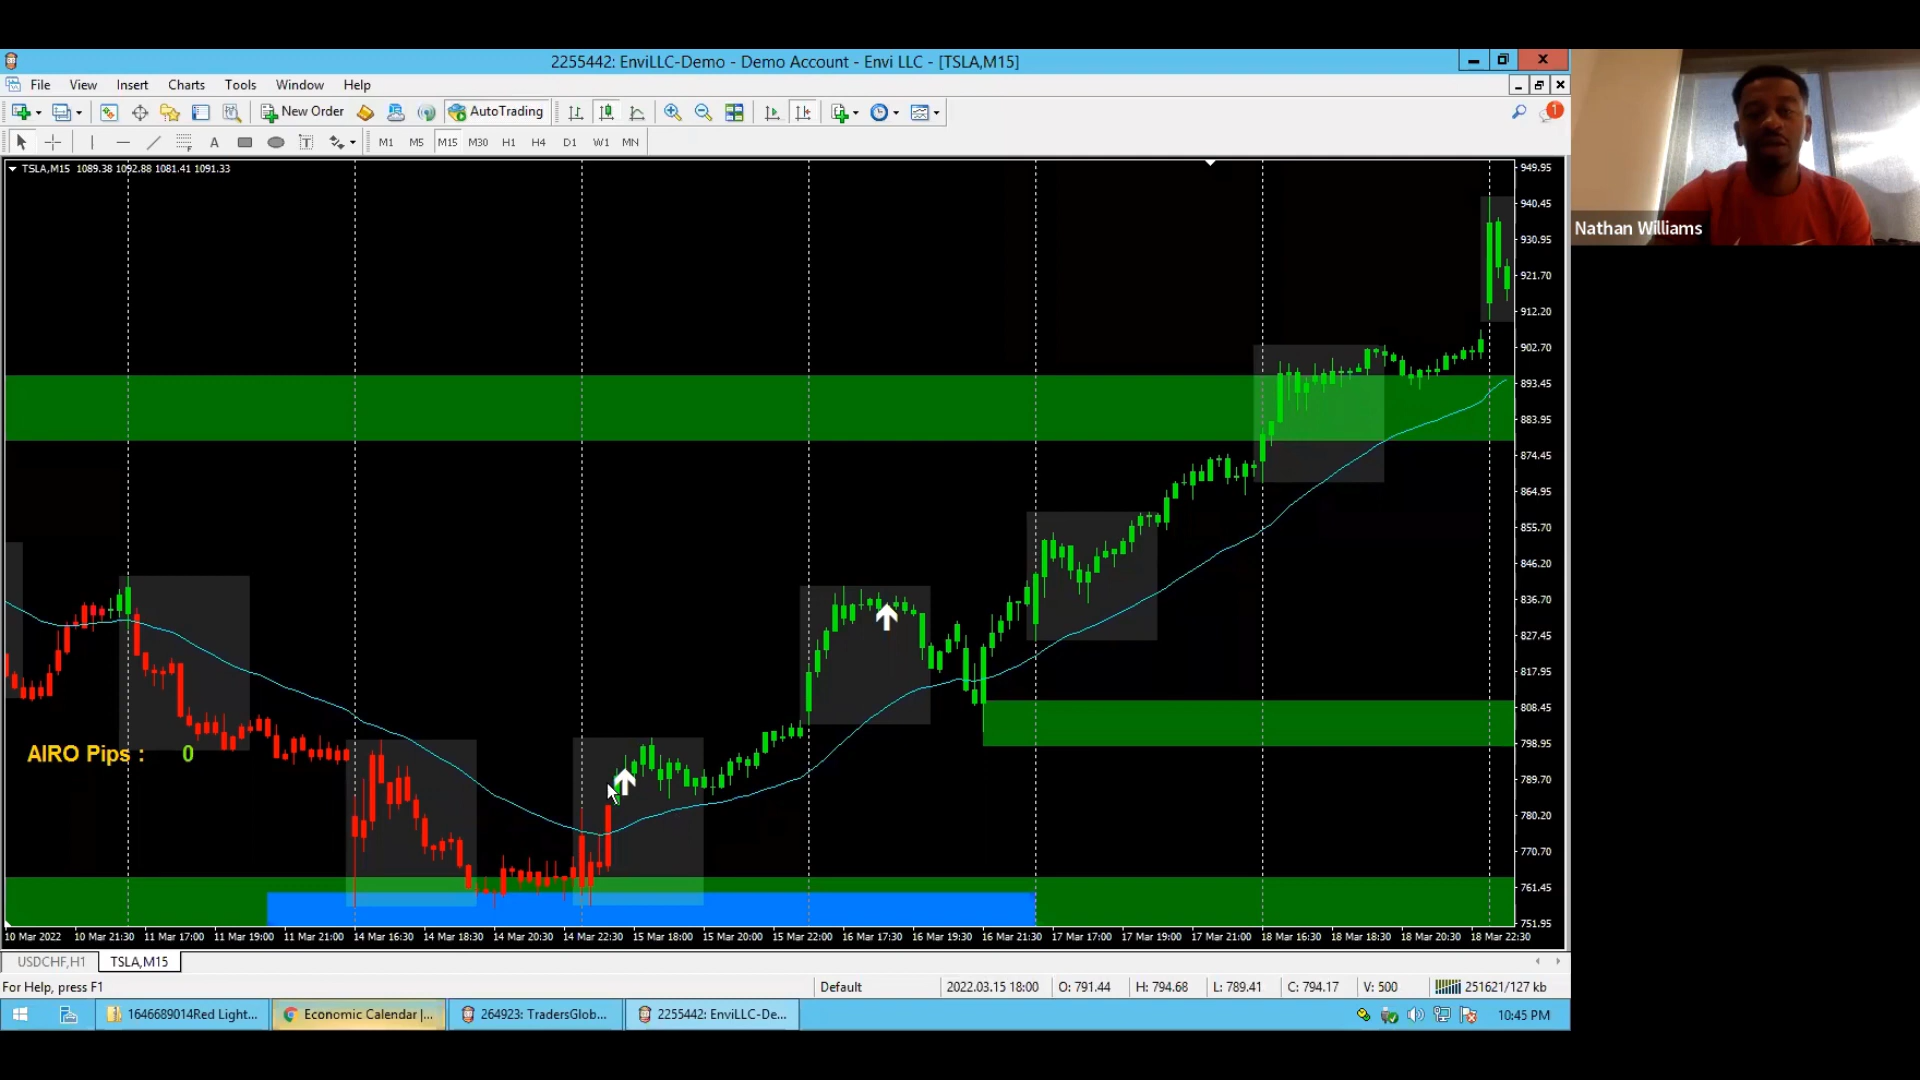 2255442: EnviLLC-Demo - Demo Account - Envi LLC - [TSLA,M15]
File View Insert Charts Tools Window Help
New Order AutoTrading 1
A T M1 M5 M15 M30 H1 H4 D1 W1 MN
TSLA,M15 1089.38 1092.88 1081.41 1091.33
949.95
940.45
930.95
921.70
912.20
902.70
893.45
883.95
874.45
864.95
855.70
846.20
836.70
827.45
817.95
808.45
798.95
789.70
780.20
770.70
761.45
751.95
AIRO Pips : 0
10 Mar 2022 10 Mar 21:30 11 Mar 17:00 11 Mar 19:00 11 Mar 21:00 14 Mar 16:30 14 Mar 18:30 14 Mar 20:30 14 Mar 22:30 15 Mar 18:00 15 Mar 20:00 15 Mar 22:00 16 Mar 17:30 16 Mar 19:30 16 Mar 21:30 17 Mar 17:00 17 Mar 19:00 17 Mar 21:00 18 Mar 16:30 18 Mar 18:30 18 Mar 20:30 18 Mar 22:30
USDCHF,H1 TSLA,M15
For Help, press F1 Default 2022.03.15 18:00 O: 791.44 H: 794.68 L: 789.41 C: 794.17 V: 500 251621/127 kb
1646689014Red Light... Economic Calendar |... 264923: TradersGlob... 2255442: EnviLLC-De... 10:45 PM
Nathan Williams